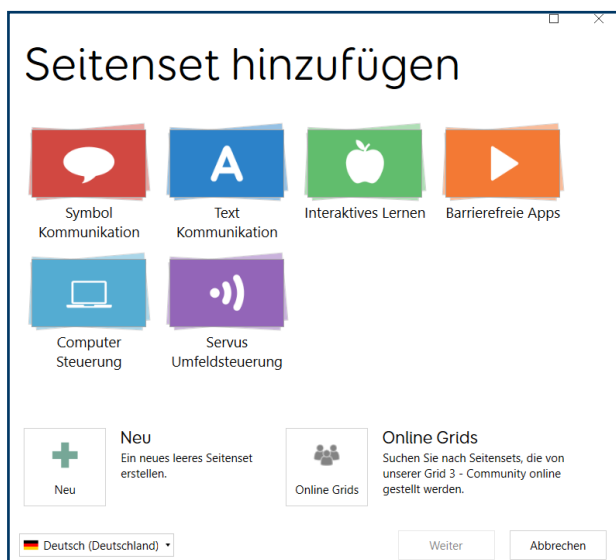 Seitenset hinzufügen
A
Symbol
Kommunikation
Text
Kommunikation
Interaktives Lernen
Barrierefreie Apps
Computer
Steuerung
Servus
Umfeldsteuerung
Neu
Neu
Ein neues leeres Seitenset
erstellen.
Online Grids
Online Grids
Suchen Sie nach Seitensets, die von
unserer Grid 3 - Community online
gestellt werden.
Deutsch (Deutschland)
Weiter
Abbrechen